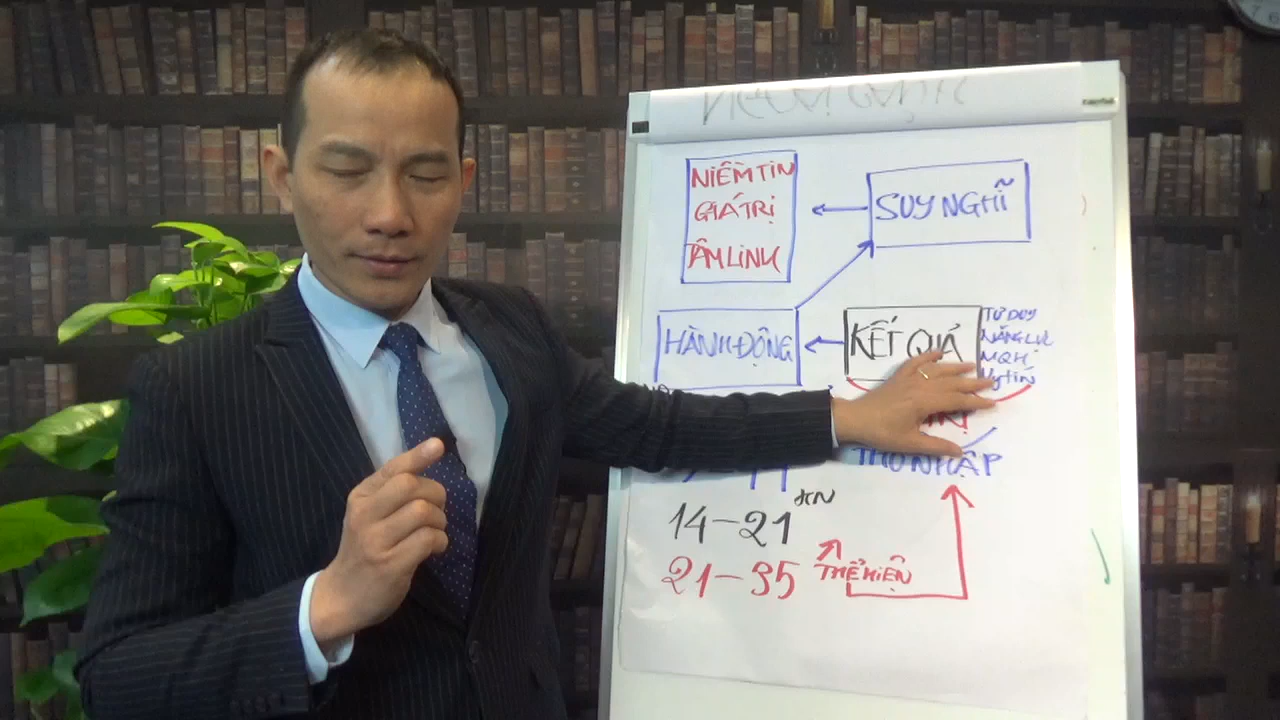 NIỀM TIN
GIÁ TRỊ
TÂM LINH
SUY NGHĨ
HÀNH ĐỘNG
KẾT QUẢ
TƯ DUY
NĂNG LỰC
MQH
Uy tín
THU NHẬP
14-21
21-35
THỂ HIỆN